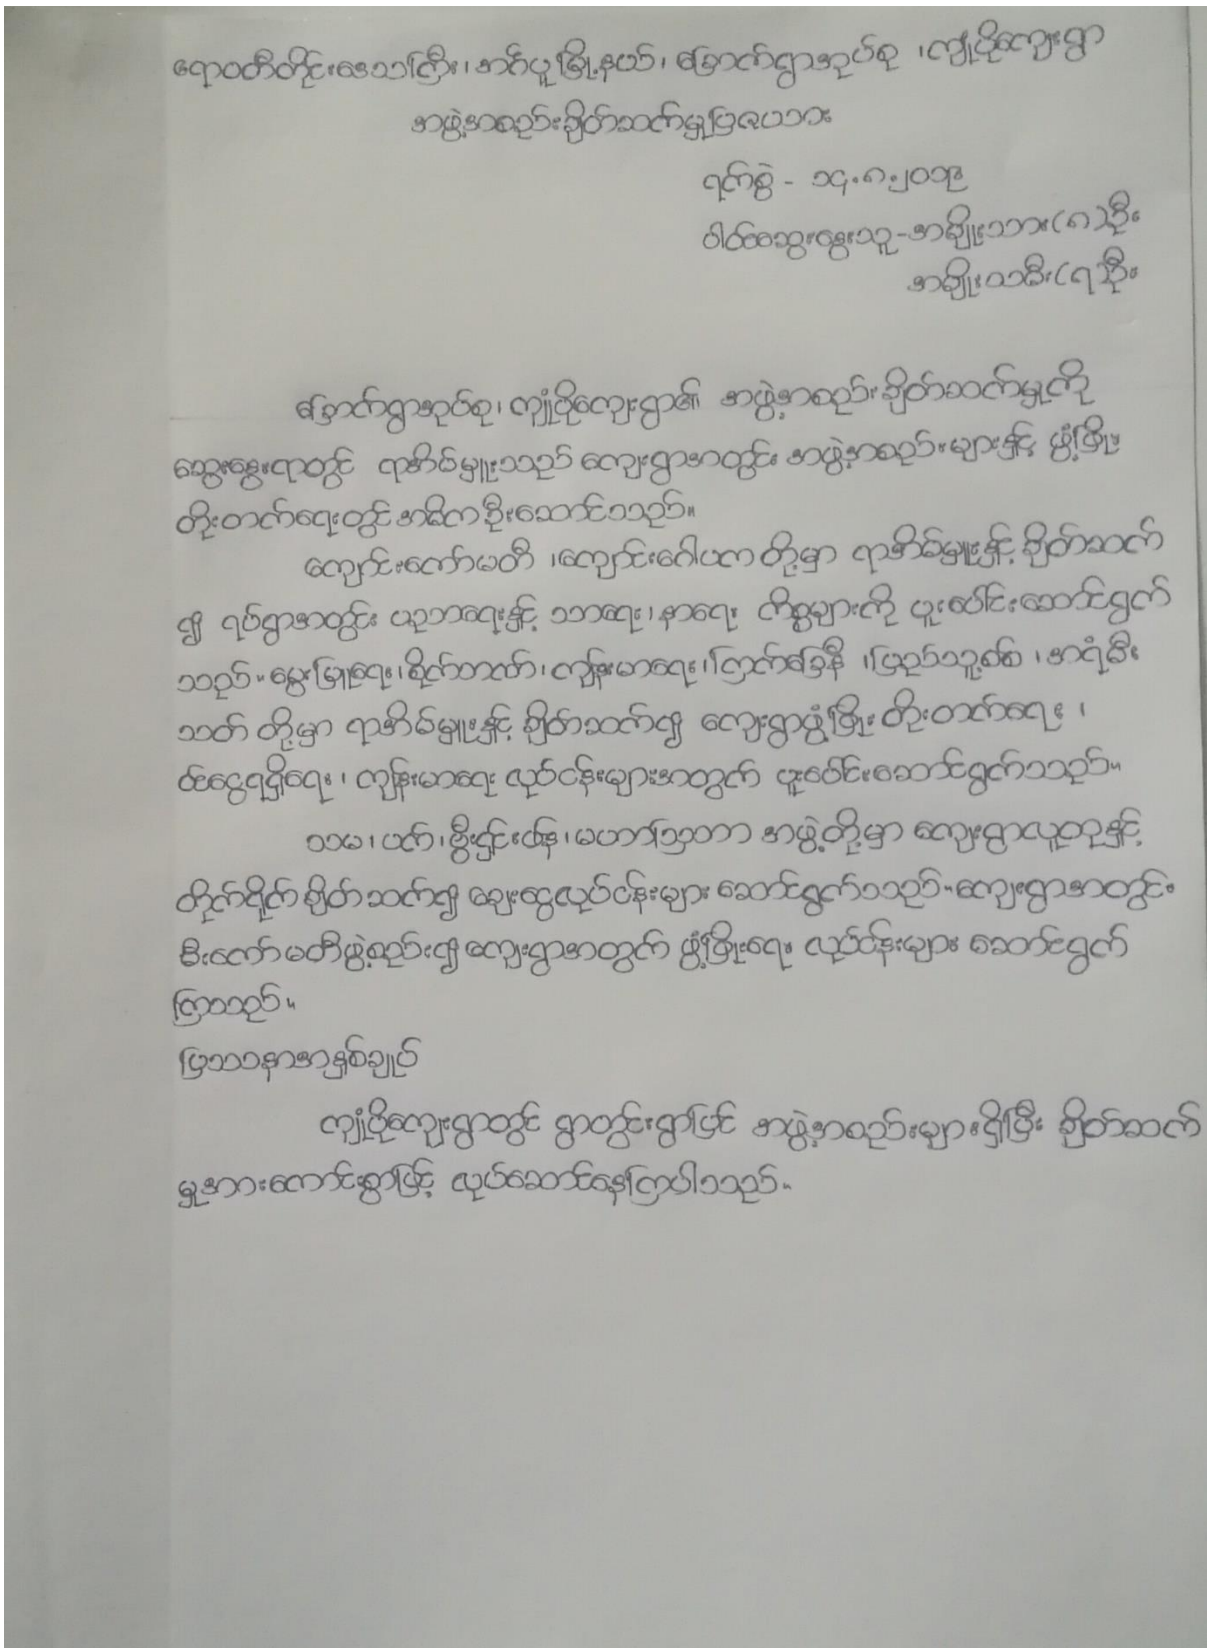 ရောဝတီတိုင်းဒေသကြီး၊ အင်္ဂပူမြို့နယ်၊ ခြောက်ရွာအုပ်စု ၊ကျုံပိုကျေးရွာ
အဖွဲ့အစည်းချိတ်ဆက်မှုပြဇယား
ရက်စွဲ - ၁၄.၈.၂၀၁၉
ပါဝင်ဆွေးနွေးသူ-အမျိုးသား(၈)ဦး
အမျိုးသမီး(၇)ဦး
ခြောက်ရွာအုပ်စု၊ ကျုံပိုကျေးရွာ၏ အဖွဲ့အစည်းချိတ်ဆက်မှုကို
ဆွေးနွေးရာတွင် ရာအိမ်မှူးသည် ကျေးရွာအတွင်း အဖွဲ့အစည်းများနှင့် ဖွံ့ဖြိုး
တိုးတက်ရေးတွင် အဓိကဦးဆောင်သည်။
ကျောင်းကော်မတီ ၊ကျောင်းဂေါပက တို့မှာ ရာအိမ်မှူးနှင့် ချိတ်ဆက်
၍ ရပ်ရွာအတွင်း ပညာရေးနှင့် သာရေး၊နာရေး ကိစ္စများကို ပူးပေါင်းဆောင်ရွက်
သည်။ မွေးမြူရေး၊ စိုက်ဘဏ်၊ ကျန်းမာရေး၊ ကြက်ခြေနီ ၊ပြည်သူ့စစ် ၊အရံမီး
သတ် တို့မှာ ရာအိမ်မှူးနှင့် ချိတ်ဆက်၍ ကျေးရွာဖွံ့ဖြိုး တိုးတက်ရေး ၊
ဝင်ငွေရရှိရေး ၊ ကျန်းမာရေး လုပ်ငန်းများအတွက် ပူးပေါင်းဆောင်ရွက်သည်။
သမ၊ ပက်၊ မဟာဩဘာ အဖွဲ့တို့မှာ ကျေးရွာလူထုနှင့်
တိုက်ရိုက် ချိတ်ဆက်၍ ချေးငွေလုပ်ငန်းများ ဆောင်ရွက်သည်။ကျေးရွာအတွင်း
မီးကော်မတီဖွဲ့စည်း၍ ကျေးရွာအတွက် ဖွံ့ဖြိုးရေး လုပ်ငန်းများ ဆောင်ရွက်
ကြသည်။
ပြဿနာအနှစ်ချုပ်
ကျုံပိုကျေးရွာတွင် ရွာတွင်းရွာပြင် အဖွဲ့အစည်းများရှိပြီး ချိတ်ဆက်
မှုအားကောင်းစွာဖြင့် လုပ်ဆောင်နေကြပါသည်။